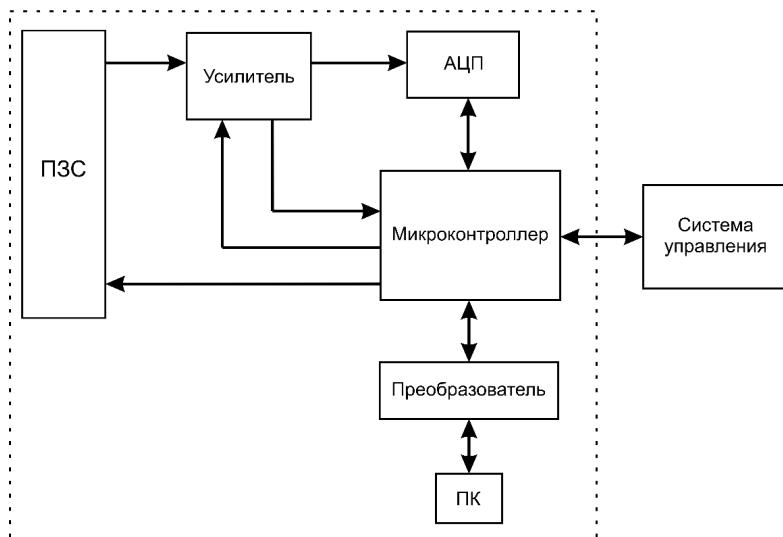 Усилитель
АЦП
ПЗС
Микроконтроллер
Система
управления
Преобразователь
ПК